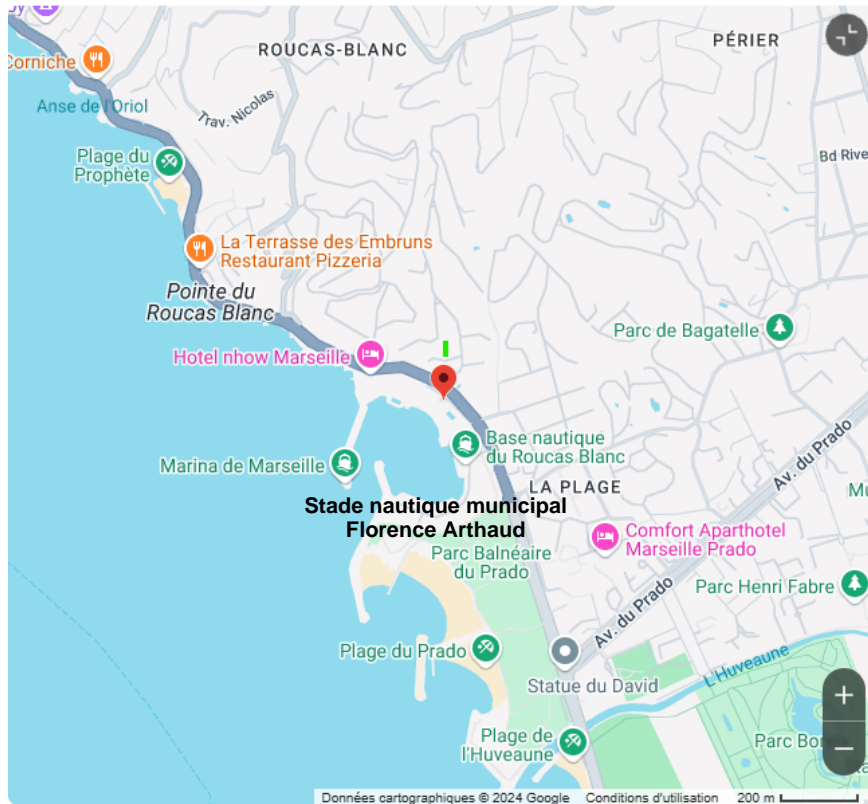 ROUCAS-BLANC
PÉRIER
Corniche
Anse de l'Oriol
Trav. Nicolas
Plage du
Prophète
La Terrasse des Embruns
Restaurant Pizzeria
Pointe du
Roucas Blanc
Parc de Bagatelle
Hotel nhow Marseille
Base nautique
du Roucas Blanc
Av. du Prado
Marina de Marseille
LA PLAGE
Stade nautique municipal
Florence Arthaud
Comfort Aparthotel
Marseille Prado
Parc Balnéaire
du Prado
Parc Henri Fabre
Av. du Prado
Plage du Prado
L'Huveaune
Statue du David
Plage de
l'Huveaune
Données cartographiques © 2024 Google Conditions d'utilisation 200 m